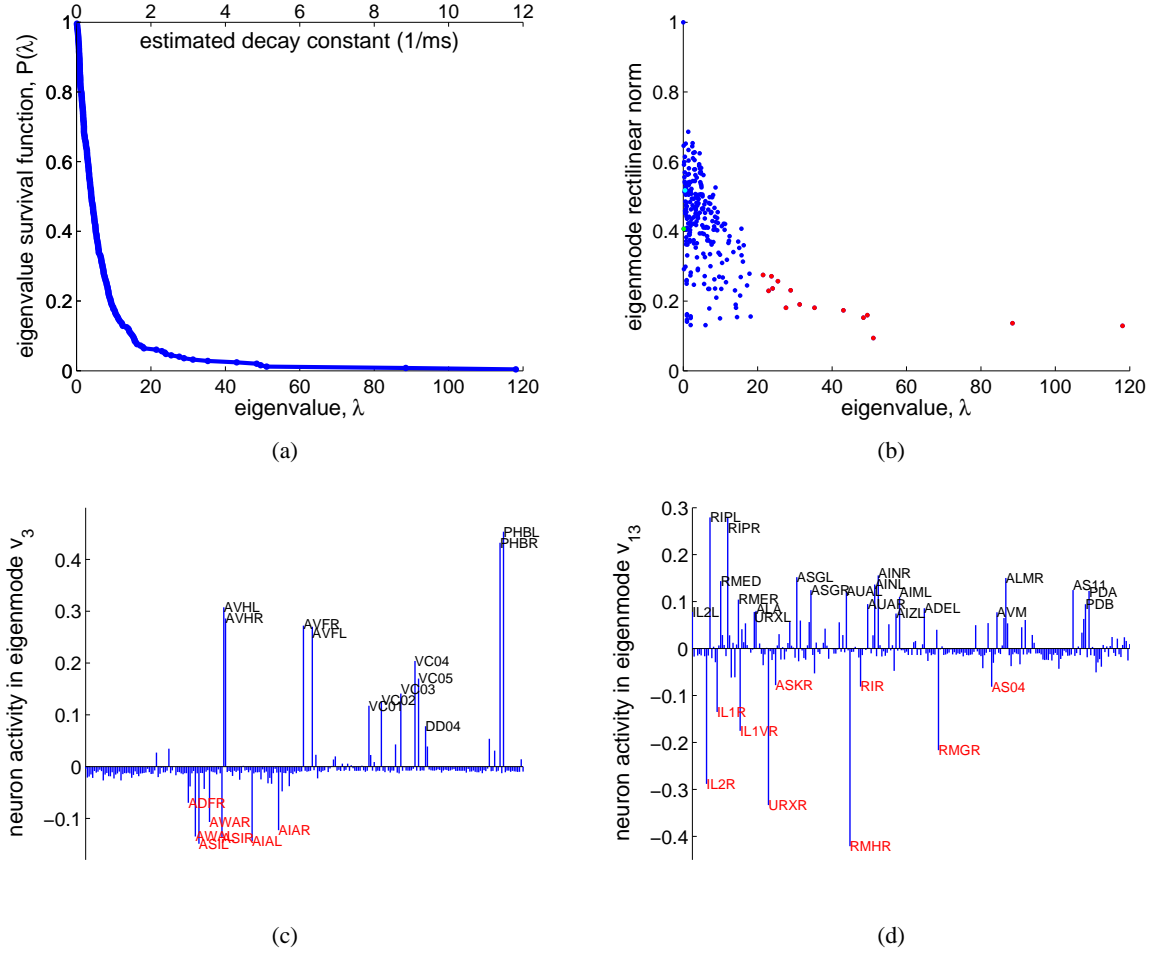 0 2 4 6 8 10 12
estimated decay constant (1/ms)
1
0.8
0.6
0.4
0.2
0
eigenvalue survival function, P(λ)
0 20 40 60 80 100 120
eigenvalue, λ
(a)
1
0.8
0.6
0.4
0.2
0
eigenmode rectilinear norm
0 20 40 60 80 100 120
eigenvalue, λ
(b)
neuron activity in eigenmode v3
0.4
0.3
0.2
0.1
0
−0.1
PHBL
PHBR
AVHL
AVHR
AVFR
AVFL
VC04
VC05
VC03
VC02
VC01
DD04
ADFR
AWAR
AWAL
ASIR
ASIL
AIAL
AIAR
(c)
neuron activity in eigenmode v13
0.3
0.2
0.1
0
−0.1
−0.2
−0.3
−0.4
RIPL
RIPR
RMED
RMER
IL2L
ALA
URXL
ASGL
ASGR
AUAL
AUAR
AINR
AINL
AIML
AIZL
ADEL
ALMR
AVM
AS11
PDA
PDB
ASKR
RIR
AS04
IL1R
IL1VR
RMGR
IL2R
URXR
RMHR
(d)